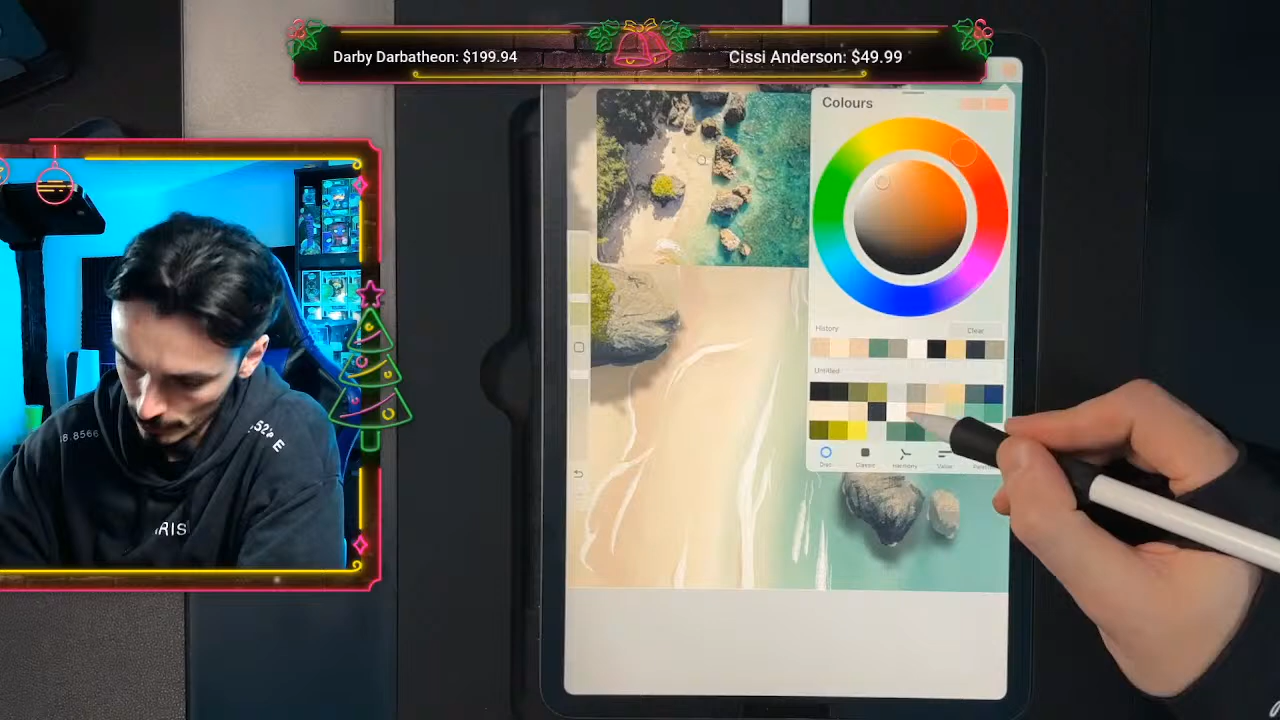 Darby Darbatheon: $199.94
Cissi Anderson: $49.99
Colours
History
Clear
Untitled
Disc
Classic
Harmony
Value